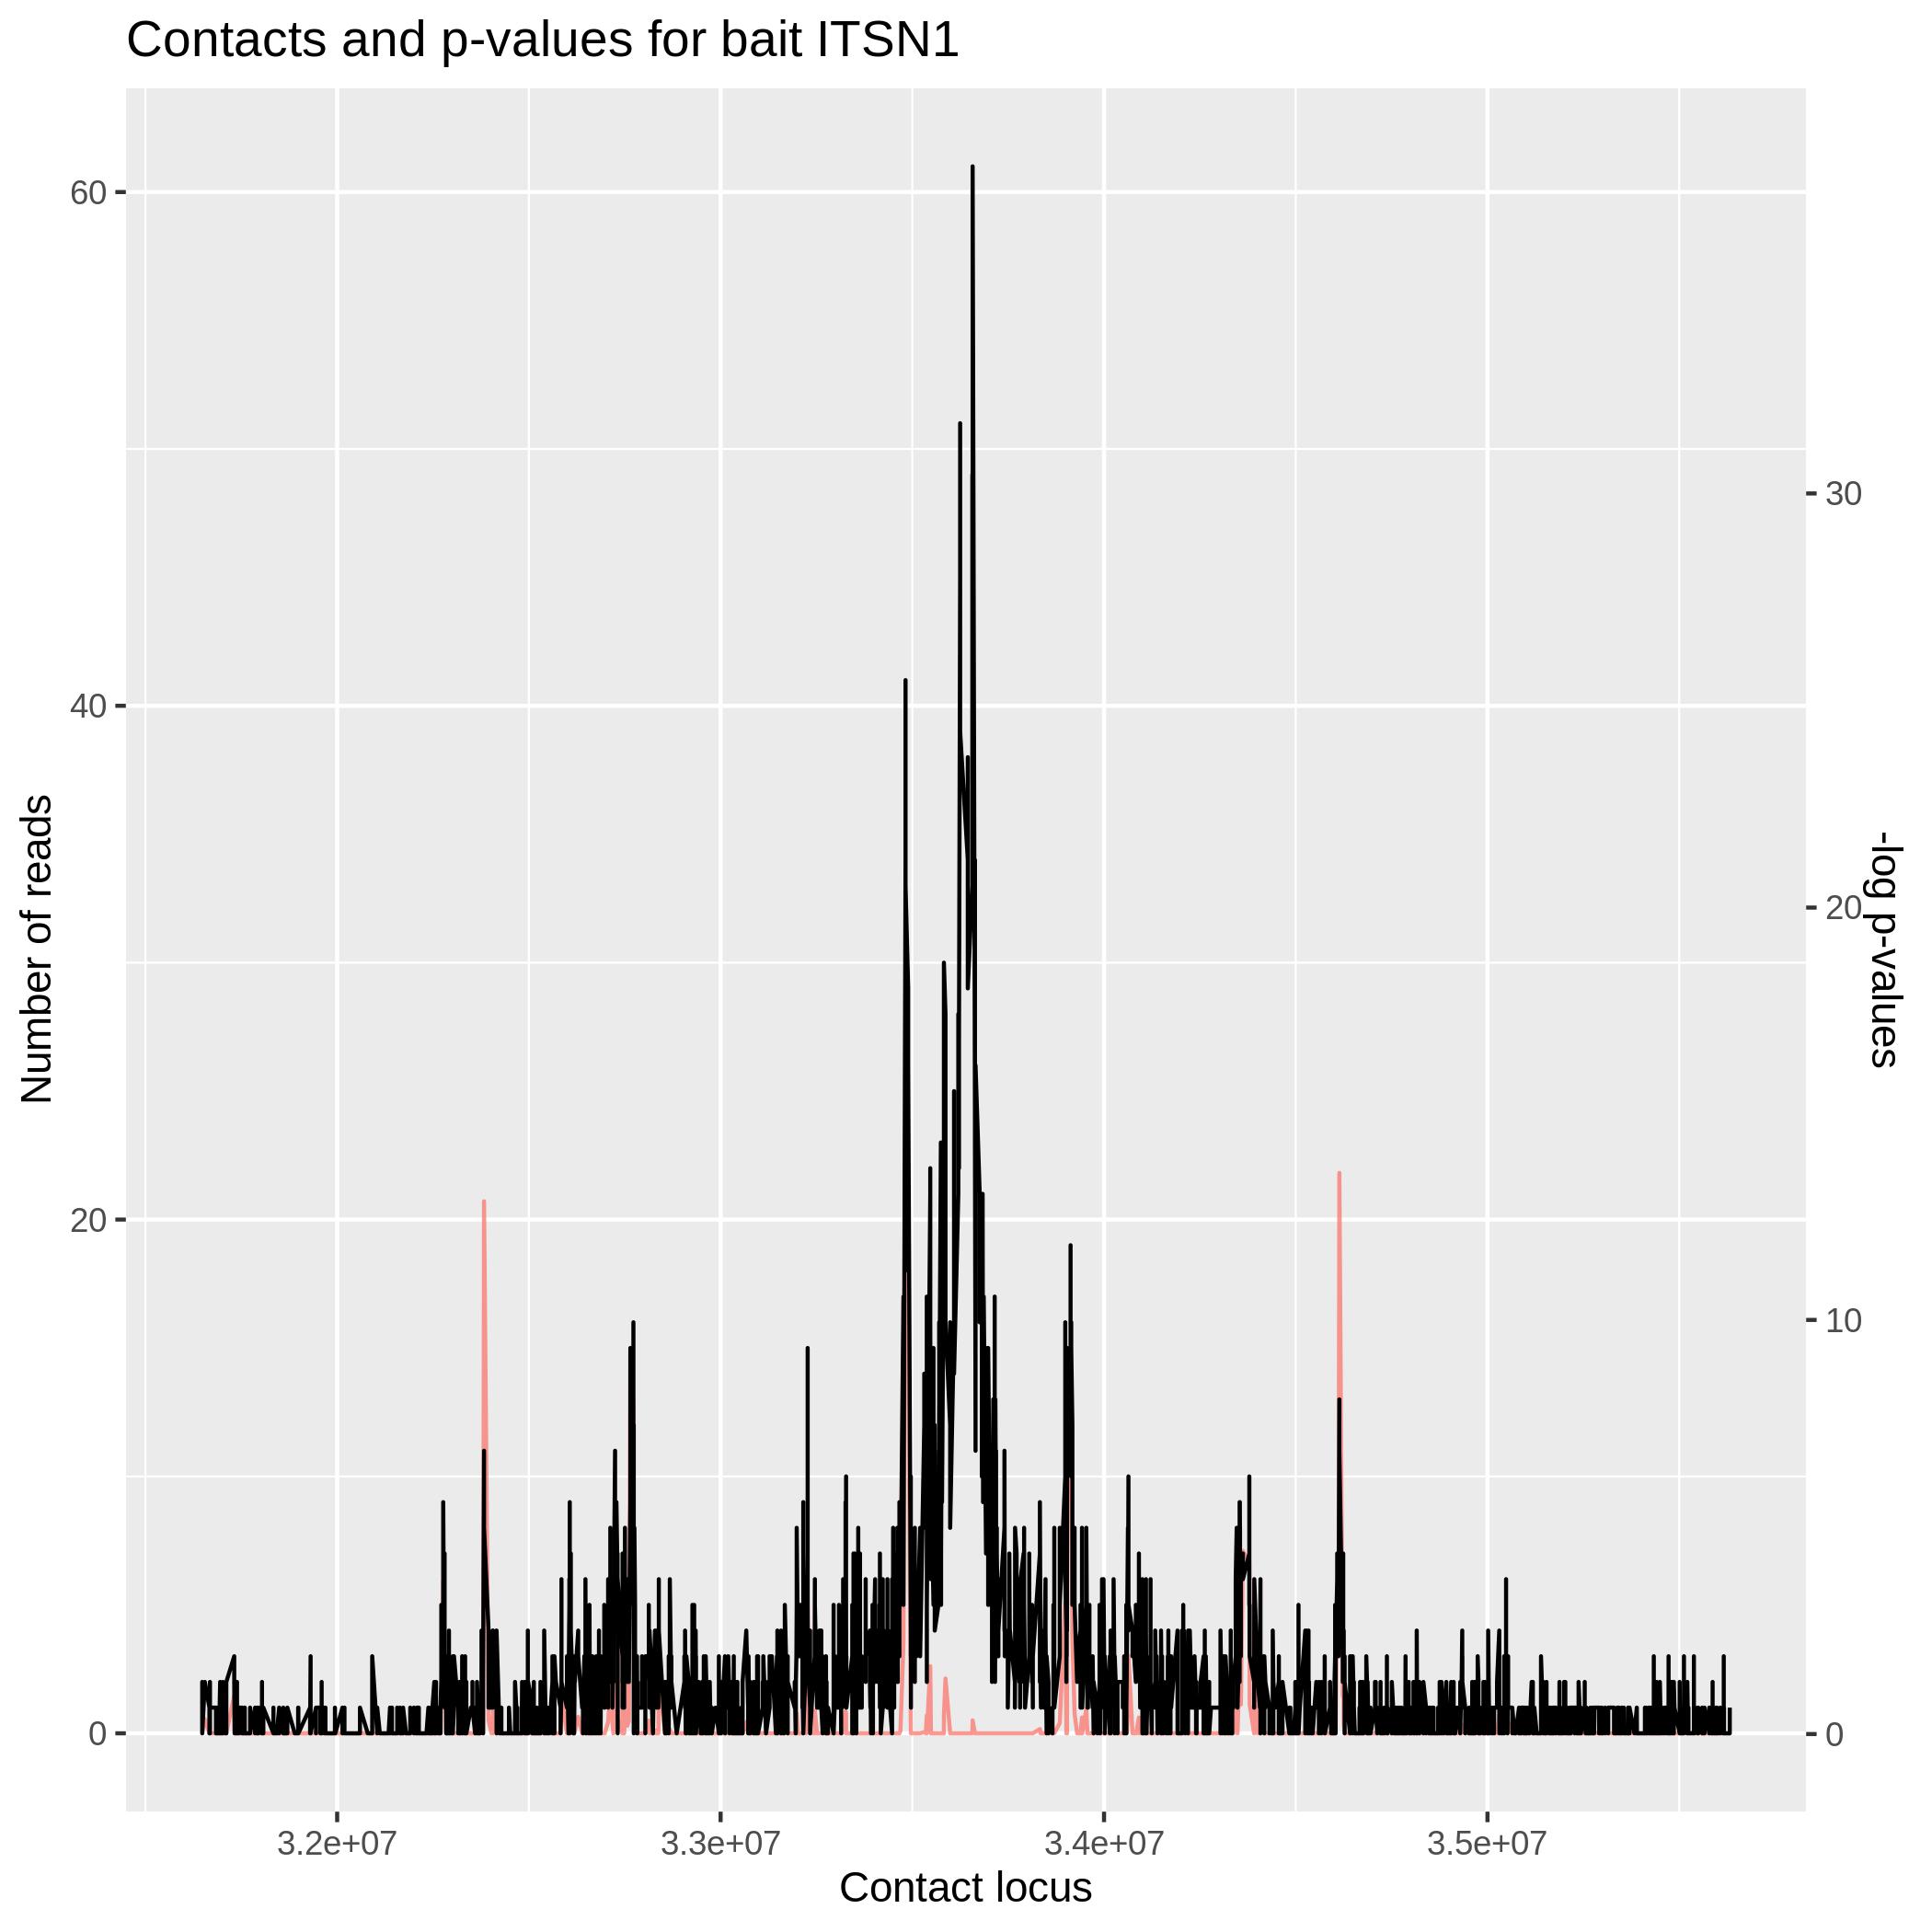 Contacts and p-values for bait ITSN1
60
40
20
0
Number of reads
30
20
10
0
-log p-values
3.2e+07 3.3e+07 3.4e+07 3.5e+07
Contact locus